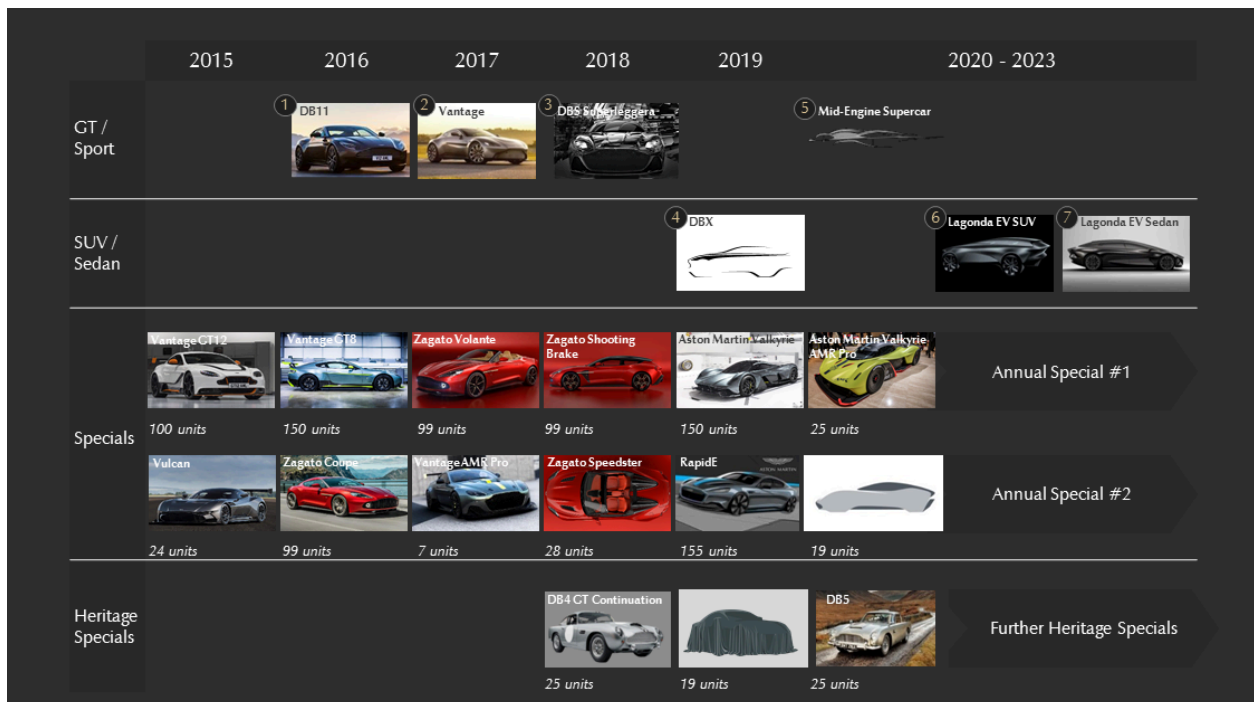 2015 2016 2017 2018 2019 2020 - 2023
GT /
Sport
1 DB11
2 Vantage
3 DBS Superleggera
5 Mid-Engine Supercar
SUV /
Sedan
4 DBX
6 Lagonda EV SUV
7 Lagonda EV Sedan
Specials
Vantage GT12
100 units
Vantage GT8
150 units
Zagato Volante
99 units
Zagato Shooting
Brake
99 units
Aston Martin Valkyrie
150 units
Aston Martin Valkyrie
AMR Pro
25 units
Annual Special #1
Vulcan
24 units
Zagato Coupe
99 units
Vantage AMR Pro
7 units
Zagato Speedster
28 units
RapidE
ASTON MARTIN
155 units
19 units
Annual Special #2
Heritage
Specials
DB4 GT Continuation
25 units
19 units
DB5
25 units
Further Heritage Specials